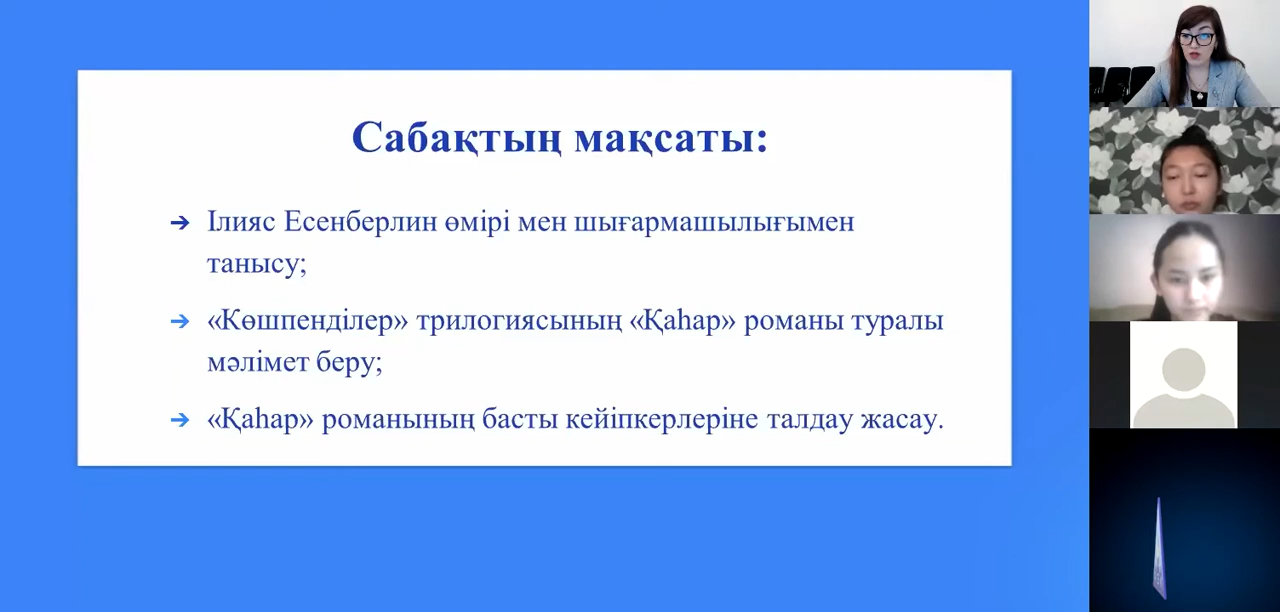 Сабақтың мақсаты:
➔ Ілияс Есенберлин өмірі мен шығармашылығымен
танысу;
➔ «Көшпенділер» трилогиясының «Қаһар» романы туралы
мәлімет беру;
➔ «Қаһар» романының басты кейіпкерлеріне талдау жасау.